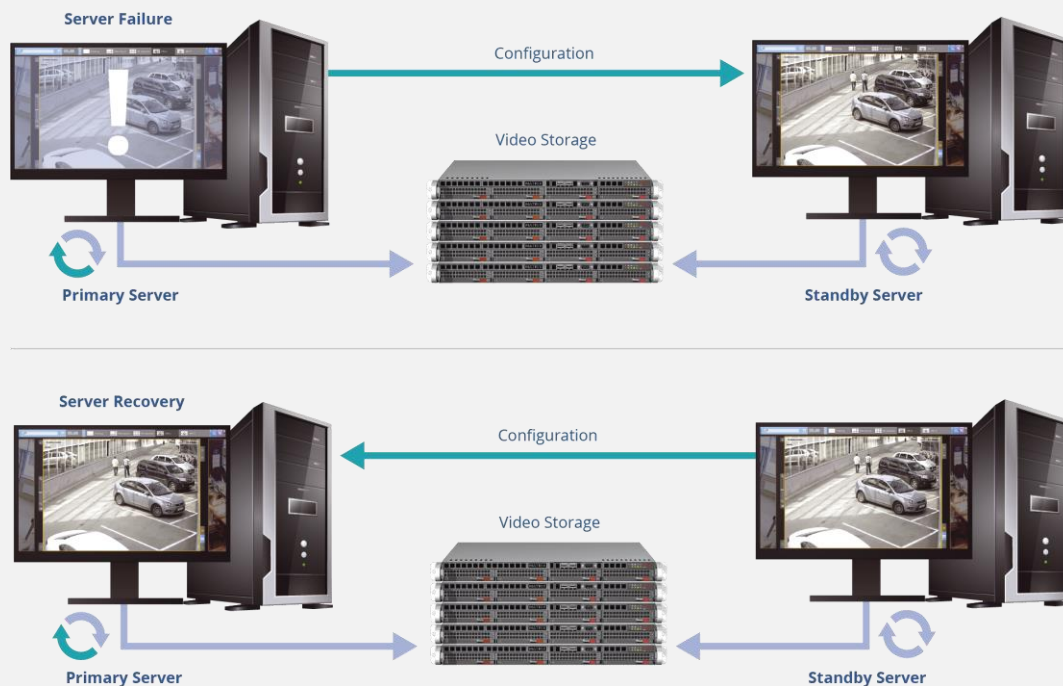 Server Failure
Configuration
Video Storage
Primary Server
Standby Server
Server Recovery
Configuration
Video Storage
Primary Server
Standby Server